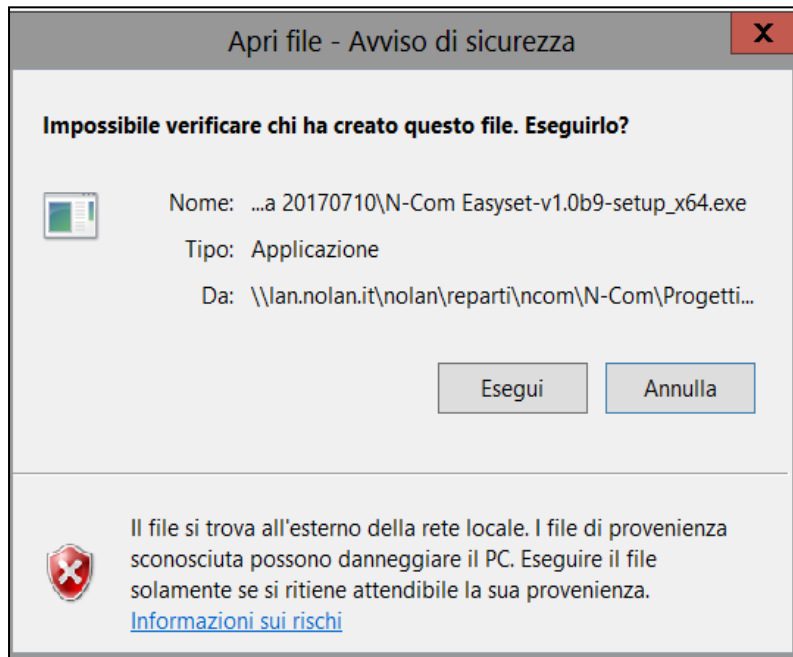 Apri file - Avviso di sicurezza
X
Impossibile verificare chi ha creato questo file. Eseguirlo?
Nome: ...a 20170710\N-Com Easyset-v1.0b9-setup_x64.exe
Tipo: Applicazione
Da: \\lan.nolan.it\nolan\reparti\ncom\N-Com\Progetti...
Esegui Annulla
Il file si trova all'esterno della rete locale. I file di provenienza
sconosciuta possono danneggiare il PC. Eseguire il file
solamente se si ritiene attendibile la sua provenienza.
Informazioni sui rischi